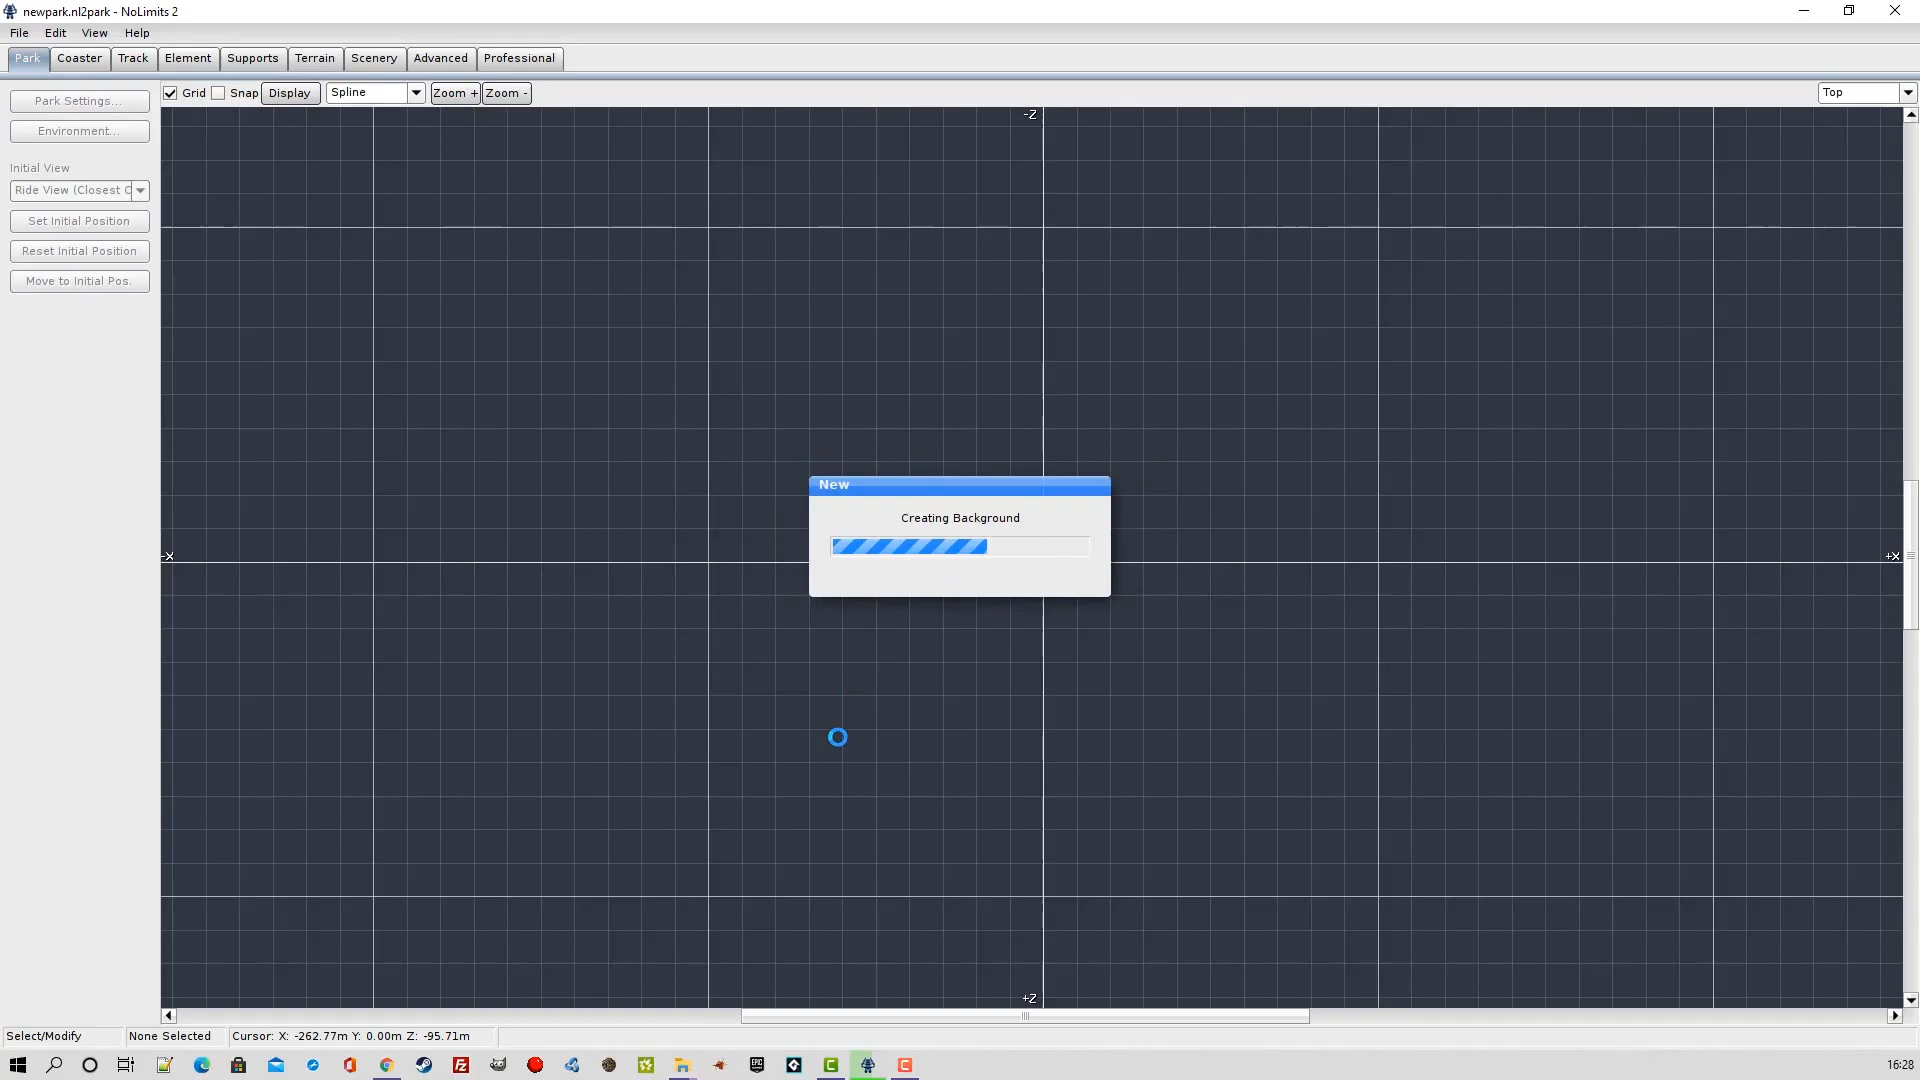 newpark.nl2park - NoLimits 2
File Edit View Help
Park Coaster Track Element Supports Terrain Scenery Advanced Professional
Grid Snap Display Spline Zoom + Zoom - Top
Park Settings...
Environment...
Initial View
Ride View (Closest C
Set Initial Position
Reset Initial Position
Move to Initial Pos.
-Z
New
Creating Background
-X
+X
+Z
Select/Modify None Selected Cursor: X: -262.77m Y: 0.00m Z: -95.71m
16:28